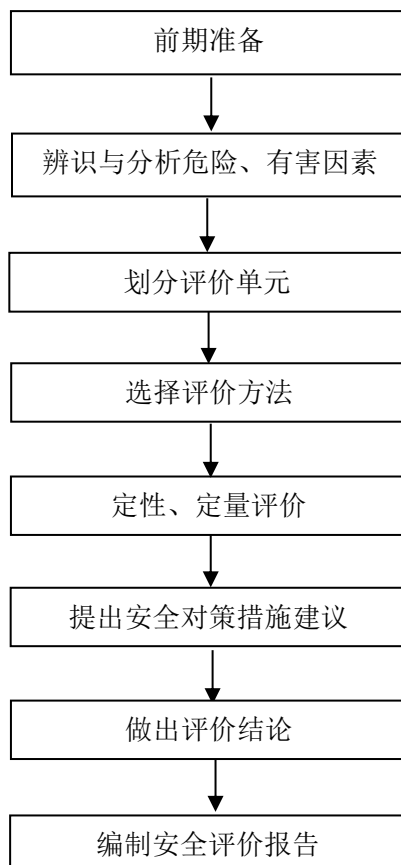 前期准备
辨识与分析危险、有害因素
划分评价单元
选择评价方法
定性、定量评价
提出安全对策措施建议
做出评价结论
编制安全评价报告